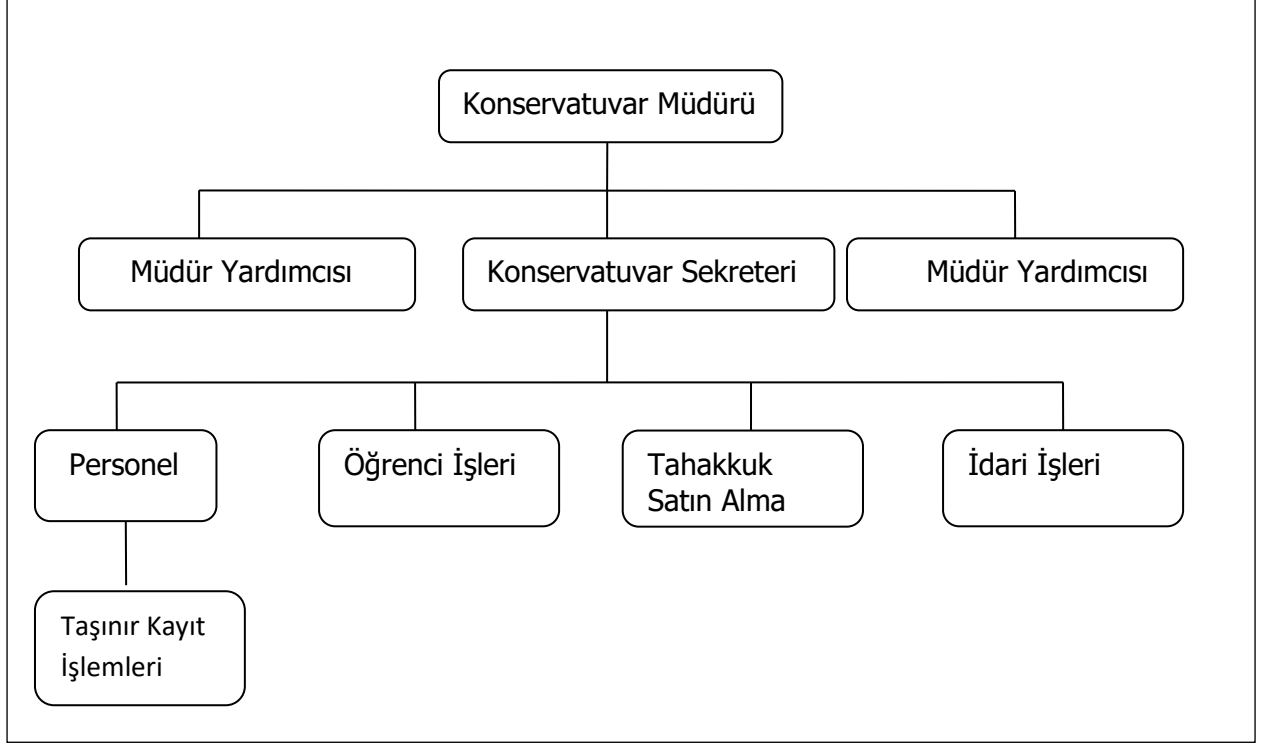 Konservatuvar Müdürü
Müdür Yardımcısı
Konservatuvar Sekreteri
Müdür Yardımcısı
Personel
Öğrenci İşleri
Tahakkuk
Satın Alma
İdari İşleri
Taşınır Kayıt
İşlemleri